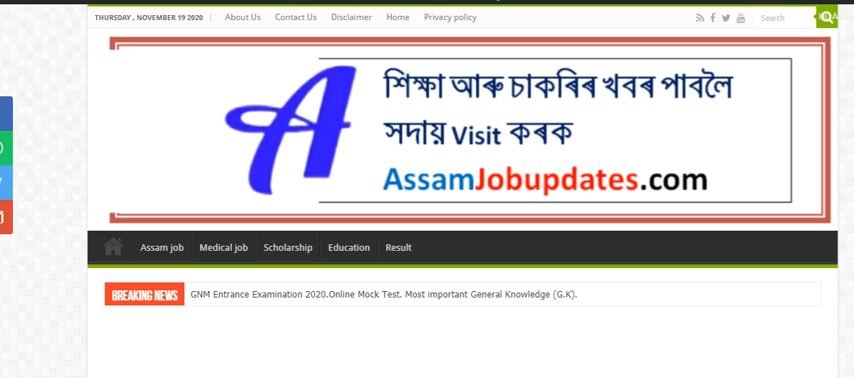 THURSDAY , NOVEMBER 19 2020 About Us Contact Us Disclaimer Home Privacy policy Search
শিক্ষা আৰু চাকৰিৰ খবৰ পাবলৈ
সদায় Visit কৰক
AssamJobupdates.com
Assam job Medical job Scholarship Education Result
BREAKING NEWS GNM Entrance Examination 2020.Online Mock Test. Most important General Knowledge (G.K).